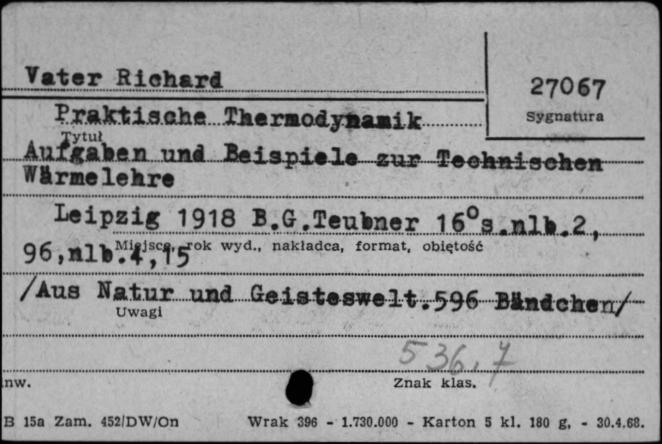 Vater Richard
27067
Sygnatura
Praktische Thermodynamik
Tytuł
Aufgaben und Beispiele zur Technischen
Wärmelehre
Leipzig 1918 B.G.Teubner 16°s.nlb.2,
Miejsce, rok wyd., nakładca, format, obiętość
96,nlb.4,15
/Aus Natur und Geisteswelt.596 Bändchen/
Uwagi
536.7
nw.
Znak klas.
B 15a Zam. 452/DW/On Wrak 396 - 1.730.000 - Karton 5 kl. 180 g, - 30.4.68.